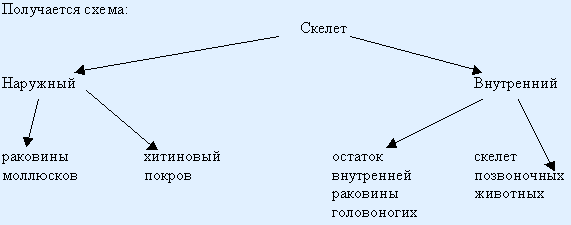 Получается схема:
Скелет
Наружный
Внутренний
раковины
моллюсков
хитиновый
покров
остаток
внутренней
раковины
головоногих
скелет
позвоночных
животных